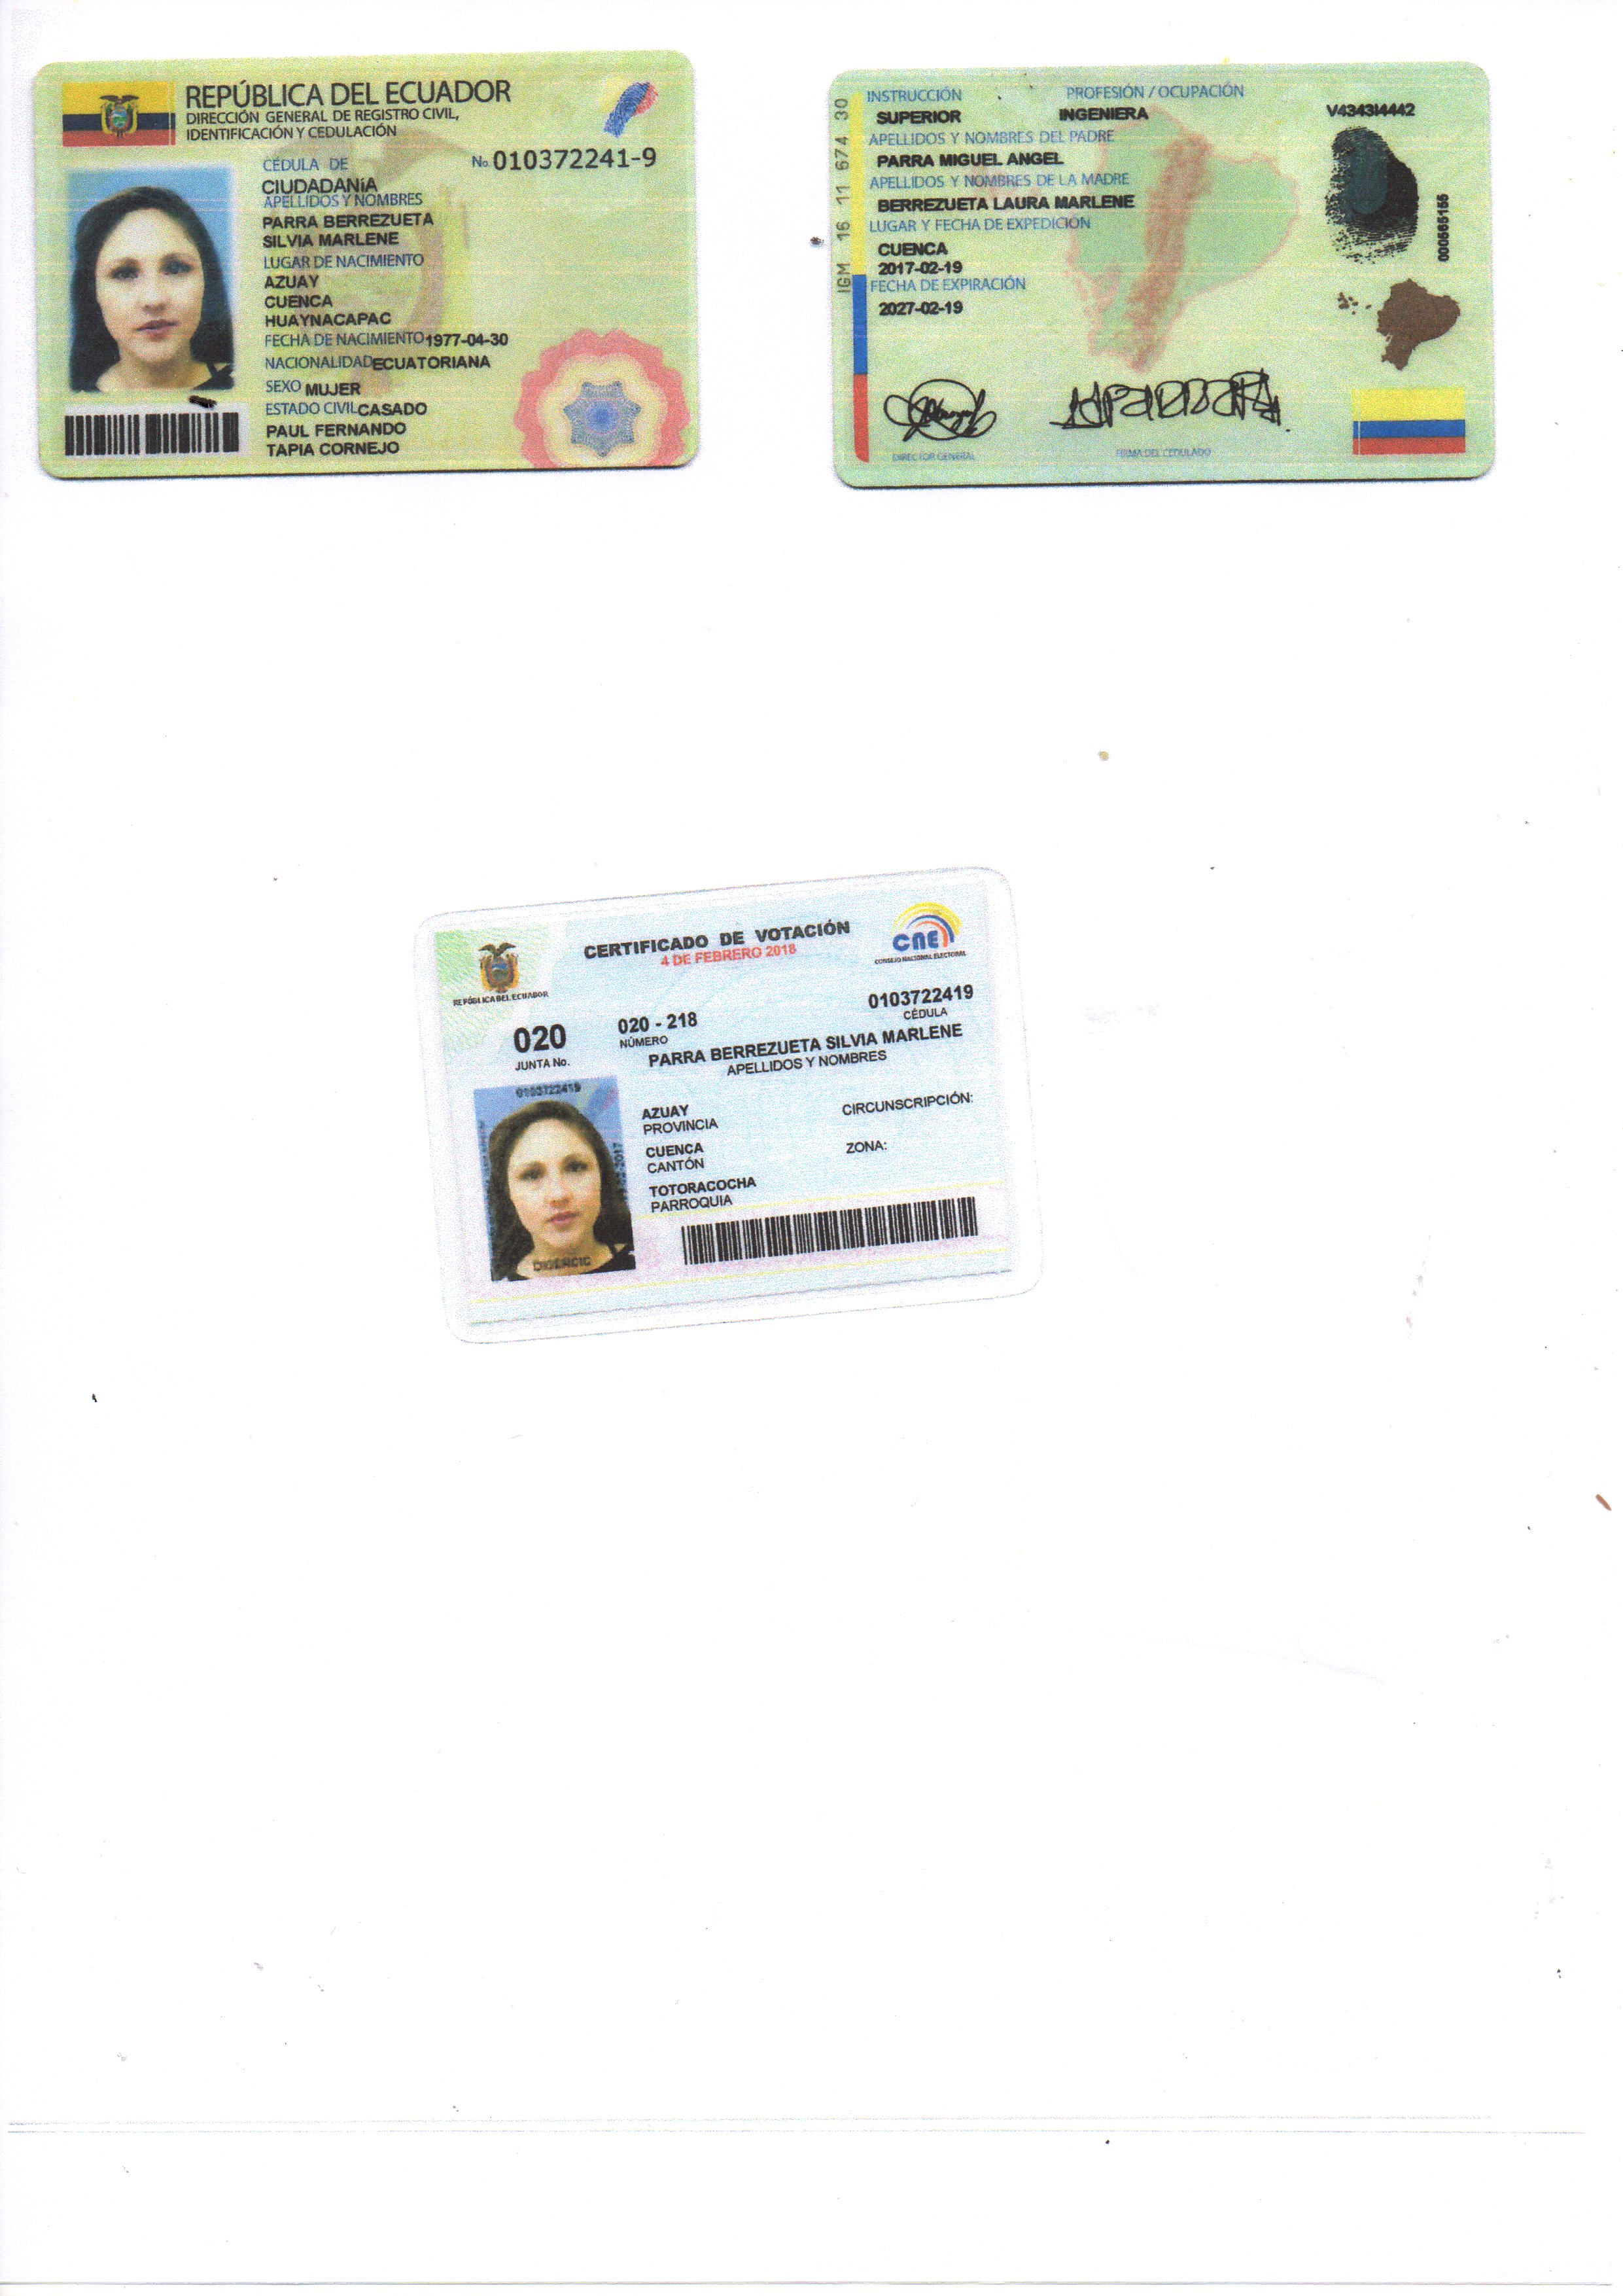 REPÚBLICA DEL ECUADOR
DIRECCIÓN GENERAL DE REGISTRO CIVIL,
IDENTIFICACIÓN Y CEDULACIÓN
CÉDULA DE No. 010372241-9
CIUDADANíA
APELLIDOS Y NOMBRES
PARRA BERREZUETA
SILVIA MARLENE
LUGAR DE NACIMIENTO
AZUAY
CUENCA
HUAYNACAPAC
FECHA DE NACIMIENTO 1977-04-30
NACIONALIDAD ECUATORIANA
SEXO MUJER
ESTADO CIVIL CASADO
PAUL FERNANDO
TAPIA CORNEJO
INSTRUCCIÓN PROFESIÓN / OCUPACIÓN
SUPERIOR INGENIERA V4343I4442
APELLIDOS Y NOMBRES DEL PADRE
PARRA MIGUEL ANGEL
APELLIDOS Y NOMBRES DE LA MADRE
BERREZUETA LAURA MARLENE
LUGAR Y FECHA DE EXPEDICIÓN
CUENCA
2017-02-19
FECHA DE EXPIRACIÓN
2027-02-19
DIRECTOR GENERAL FIRMA DEL CEDULADO
IGM 16 11 674 30
CERTIFICADO DE VOTACIÓN
4 DE FEBRERO 2018
CNE
CONSEJO NACIONAL ELECTORAL
REPÚBLICA DEL ECUADOR
020
JUNTA No.
020 - 218
NÚMERO
0103722419
CÉDULA
PARRA BERREZUETA SILVIA MARLENE
APELLIDOS Y NOMBRES
0103722419
AZUAY
PROVINCIA
CIRCUNSCRIPCIÓN:
CUENCA
CANTÓN
ZONA:
TOTORACOCHA
PARROQUIA
DIGERCIC